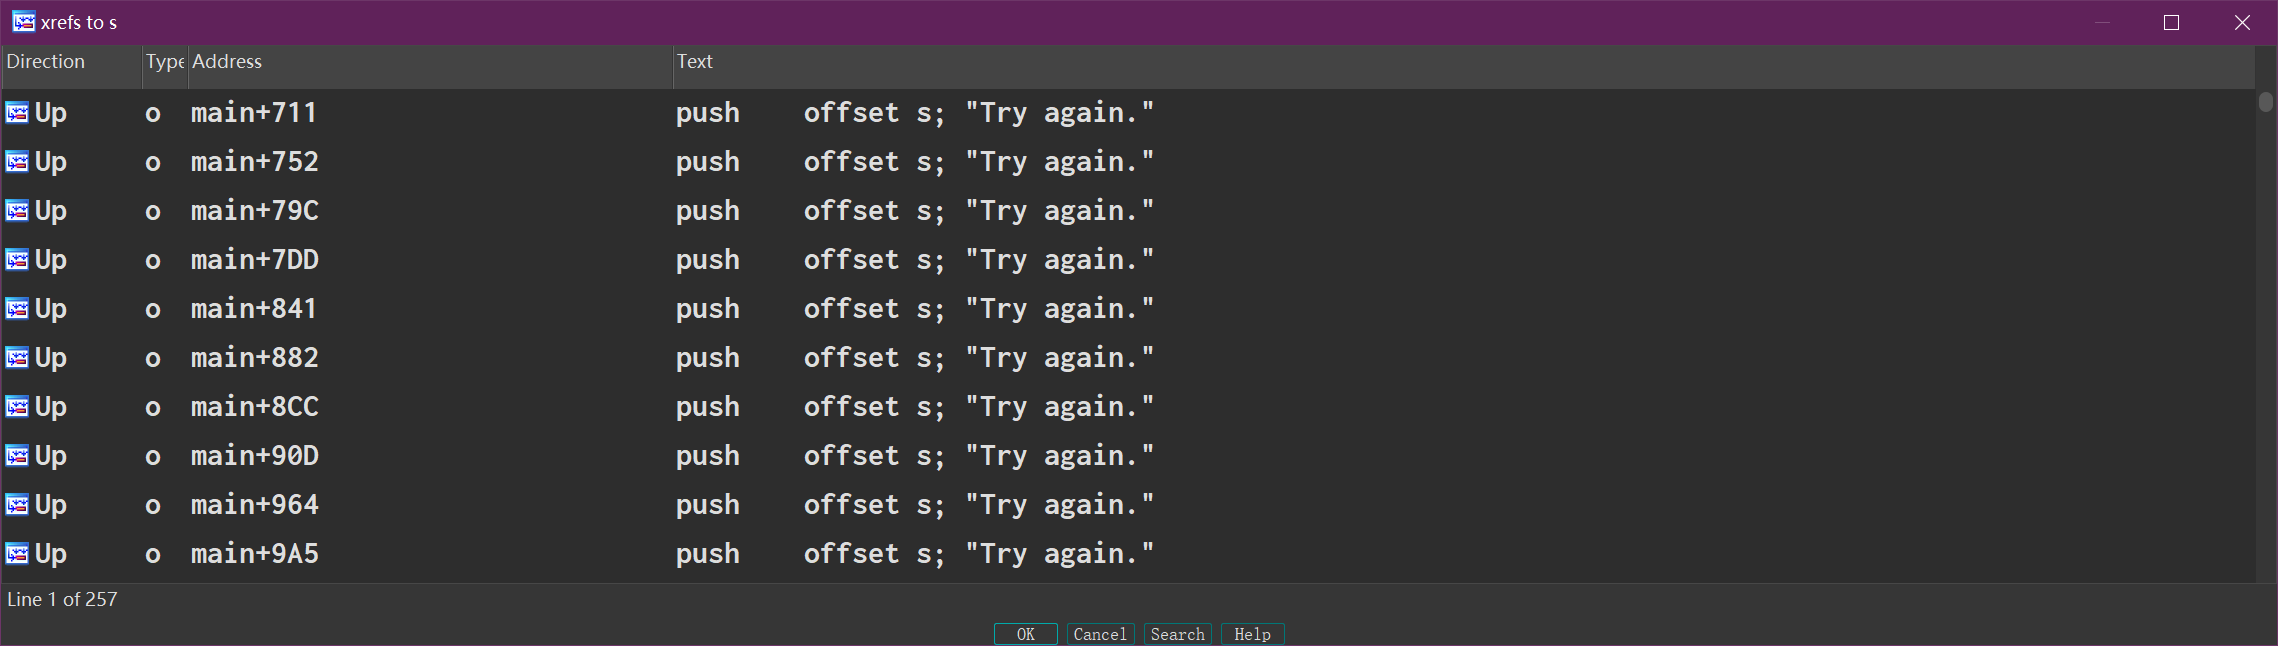 xrefs to s
Direction Type Address Text
Up o main+711 push offset s; "Try again."
Up o main+752 push offset s; "Try again."
Up o main+79C push offset s; "Try again."
Up o main+7DD push offset s; "Try again."
Up o main+841 push offset s; "Try again."
Up o main+882 push offset s; "Try again."
Up o main+8CC push offset s; "Try again."
Up o main+90D push offset s; "Try again."
Up o main+964 push offset s; "Try again."
Up o main+9A5 push offset s; "Try again."
Line 1 of 257
OK Cancel Search Help